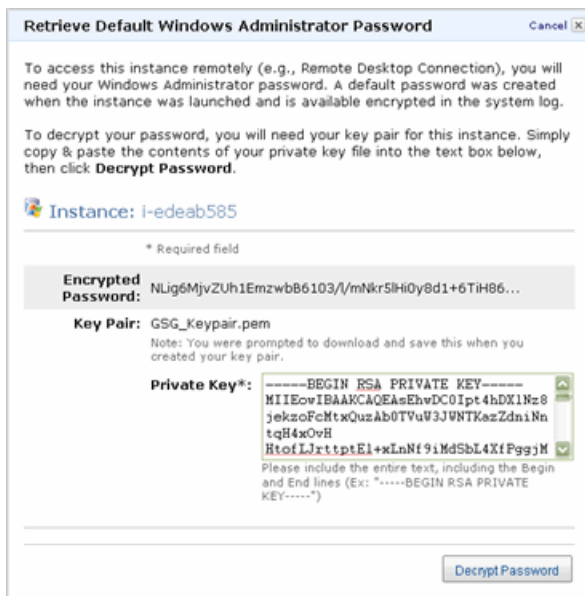 Retrieve Default Windows Administrator Password
Cancel
To access this instance remotely (e.g., Remote Desktop Connection), you will
need your Windows Administrator password. A default password was created
when the instance was launched and is available encrypted in the system log.
To decrypt your password, you will need your key pair for this instance. Simply
copy & paste the contents of your private key file into the text box below,
then click Decrypt Password.
Instance: i-edeab585
* Required field
Encrypted
Password:
NLig6MjvZUh1EmzwbB6103/l/mNkr5lHi0y8d1+6TiH86...
Key Pair: GSG_Keypair.pem
Note: You were prompted to download and save this when you
created your key pair.
Private Key*:
-----BEGIN RSA PRIVATE KEY-----
MIIEowIBAAKCAQEAsEhvDC0Ipt4hDX1Nz8
jekzoFcMtxQuzAb0TVuW3JWNTKazZdniNn
tqH4xOvH
HtofLJrttptEl+xLnNf9iMdSbL4XfPggjM
Please include the entire text, including the Begin
and End lines (Ex: "-----BEGIN RSA PRIVATE
KEY-----")
Decrypt Password